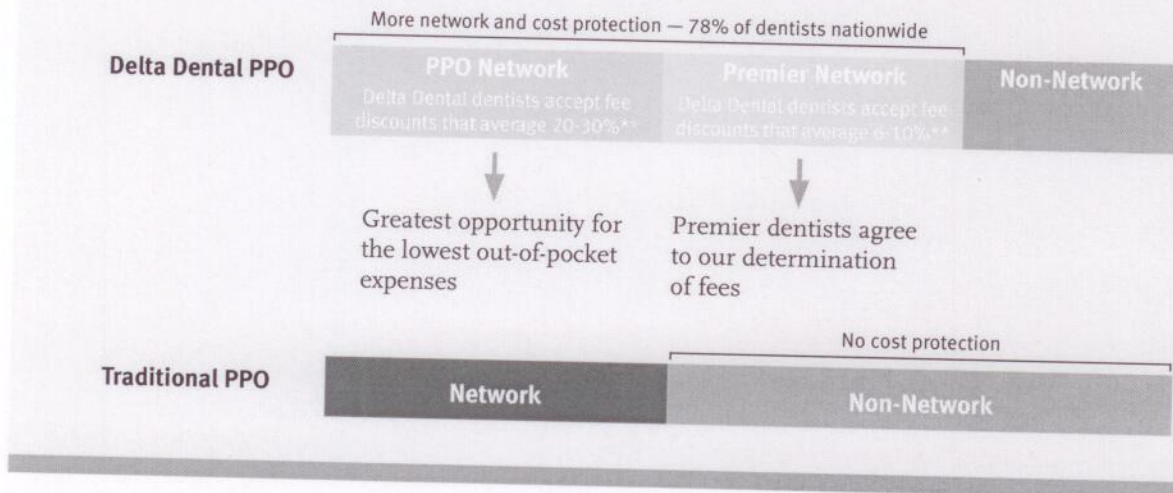 More network and cost protection — 78% of dentists nationwide
Delta Dental PPO
PPO Network
Delta Dental dentists accept fee
discounts that average 20-30%**
Premier Network
Delta Dental dentists accept fee
discounts that average 6-10%**
Non-Network
Greatest opportunity for
the lowest out-of-pocket
expenses
Premier dentists agree
to our determination
of fees
No cost protection
Traditional PPO
Network
Non-Network